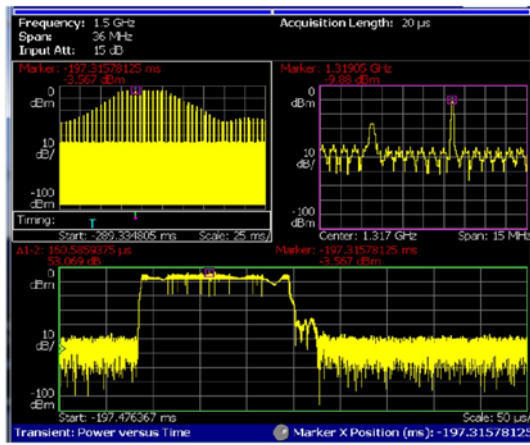 Frequency: 1.5 GHz Acquisition Length: 20 µs
Span: 36 MHz
Input Att: 15 dB
Marker: -197.31578125 ms
-3.567 dBm
Marker: 1.31905 GHz
-9.88 dBm
0
dBm
10
dB/
-100
dBm
Timing:
Start: -289.334805 ms Scale: 25 ms/
0
dBm
10
dB/
-100
dBm
Center: 1.317 GHz Span: 15 MHz
Δ1-2: 160.5859375 µs
53.069 dB
Marker: -197.31578125 ms
-3.567 dBm
0
dBm
10
dB/
-100
dBm
Start: -197.476367 ms Scale: 50 µs/
Transient: Power versus Time Marker X Position (ms): -197.31578125